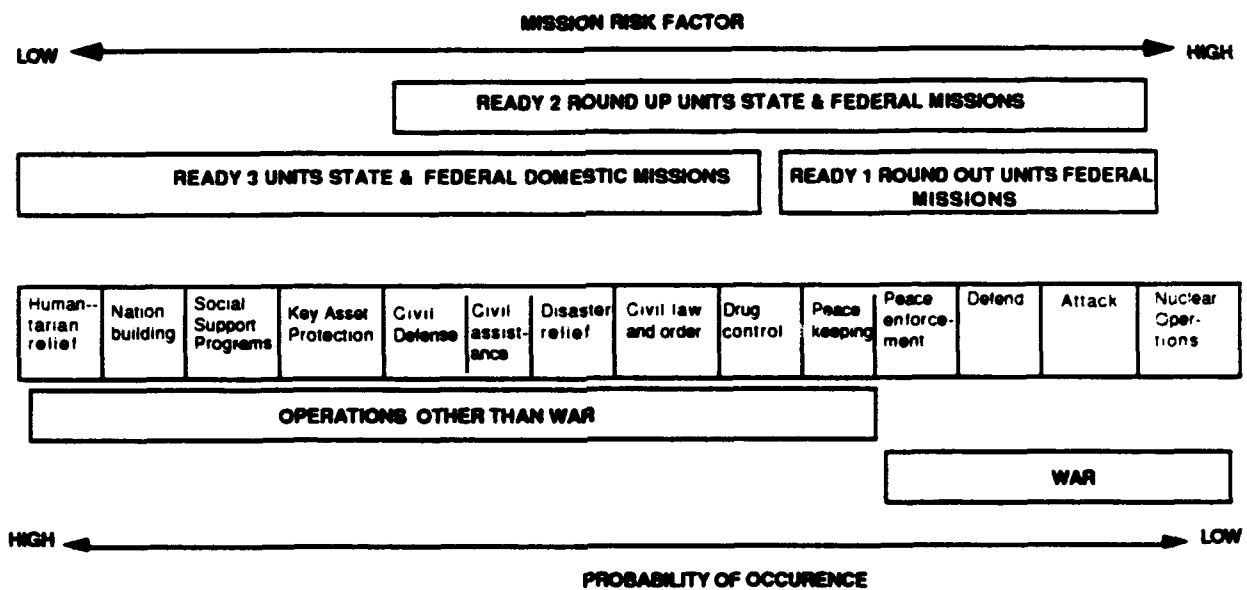 MISSION RISK FACTOR
LOW
HIGH
READY 2 ROUND UP UNITS STATE & FEDERAL MISSIONS
READY 3 UNITS STATE & FEDERAL DOMESTIC MISSIONS
READY 1 ROUND OUT UNITS FEDERAL
MISSIONS
Human--
tarian
relief
Nation
building
Social
Support
Programs
Key Asset
Protection
Civil
Defense
Civil
assist-
ance
Disaster
relief
Civil law
and order
Drug
control
Peace
keeping
Peace
enforce-
ment
Defend
Attack
Nuclear
Oper-
tions
OPERATIONS OTHER THAN WAR
WAR
HIGH
LOW
PROBABILITY OF OCCURENCE